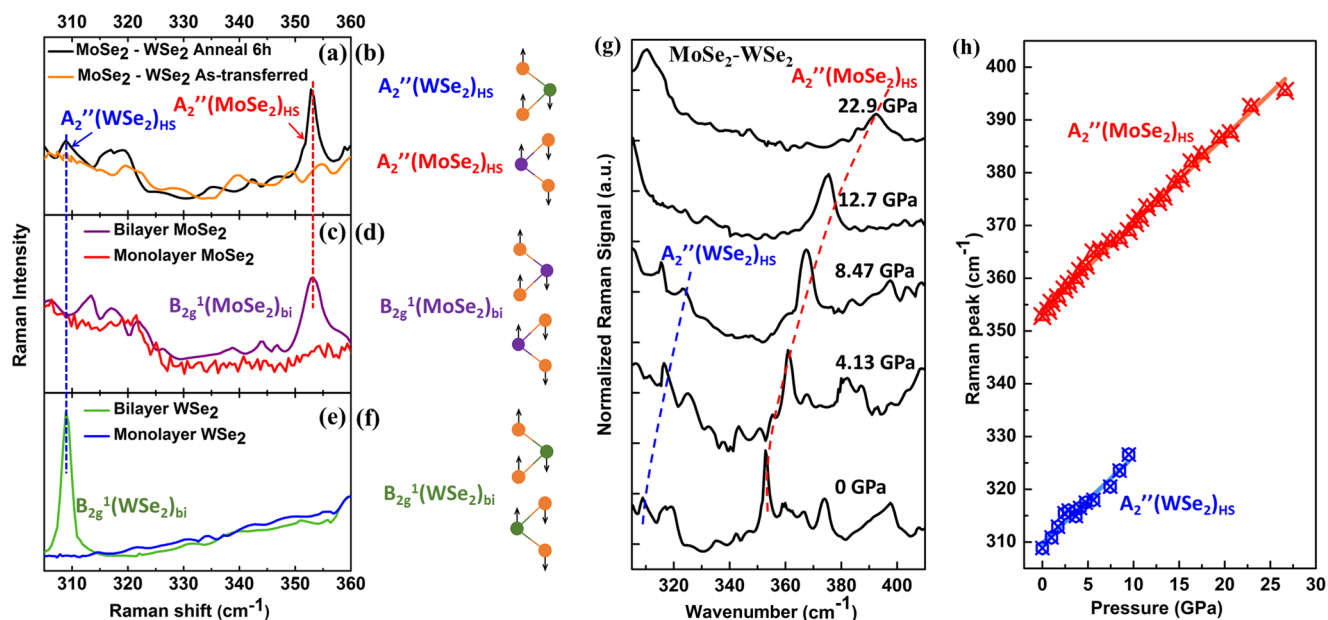 310 320 330 340 350 360
MoSe2 - WSe2 Anneal 6h
MoSe2 - WSe2 As-transferred
(a)
A2''(WSe2)HS
A2''(MoSe2)HS
(b)
A2''(WSe2)HS
A2''(MoSe2)HS
Bilayer MoSe2
Monolayer MoSe2
(c)
B2g1(MoSe2)bi
(d)
B2g1(MoSe2)bi
Bilayer WSe2
Monolayer WSe2
(e)
B2g1(WSe2)bi
(f)
B2g1(WSe2)bi
Raman Intensity
310 320 330 340 350 360
Raman shift (cm-1)
(g)
MoSe2-WSe2
A2''(MoSe2)HS
22.9 GPa
12.7 GPa
A2''(WSe2)HS
8.47 GPa
4.13 GPa
0 GPa
Normalized Raman Signal (a.u.)
320 340 360 380 400
Wavenumber (cm-1)
(h)
400
390
380
370
360
350
330
320
310
A2''(MoSe2)HS
A2''(WSe2)HS
Raman peak (cm-1)
0 5 10 15 20 25 30
Pressure (GPa)